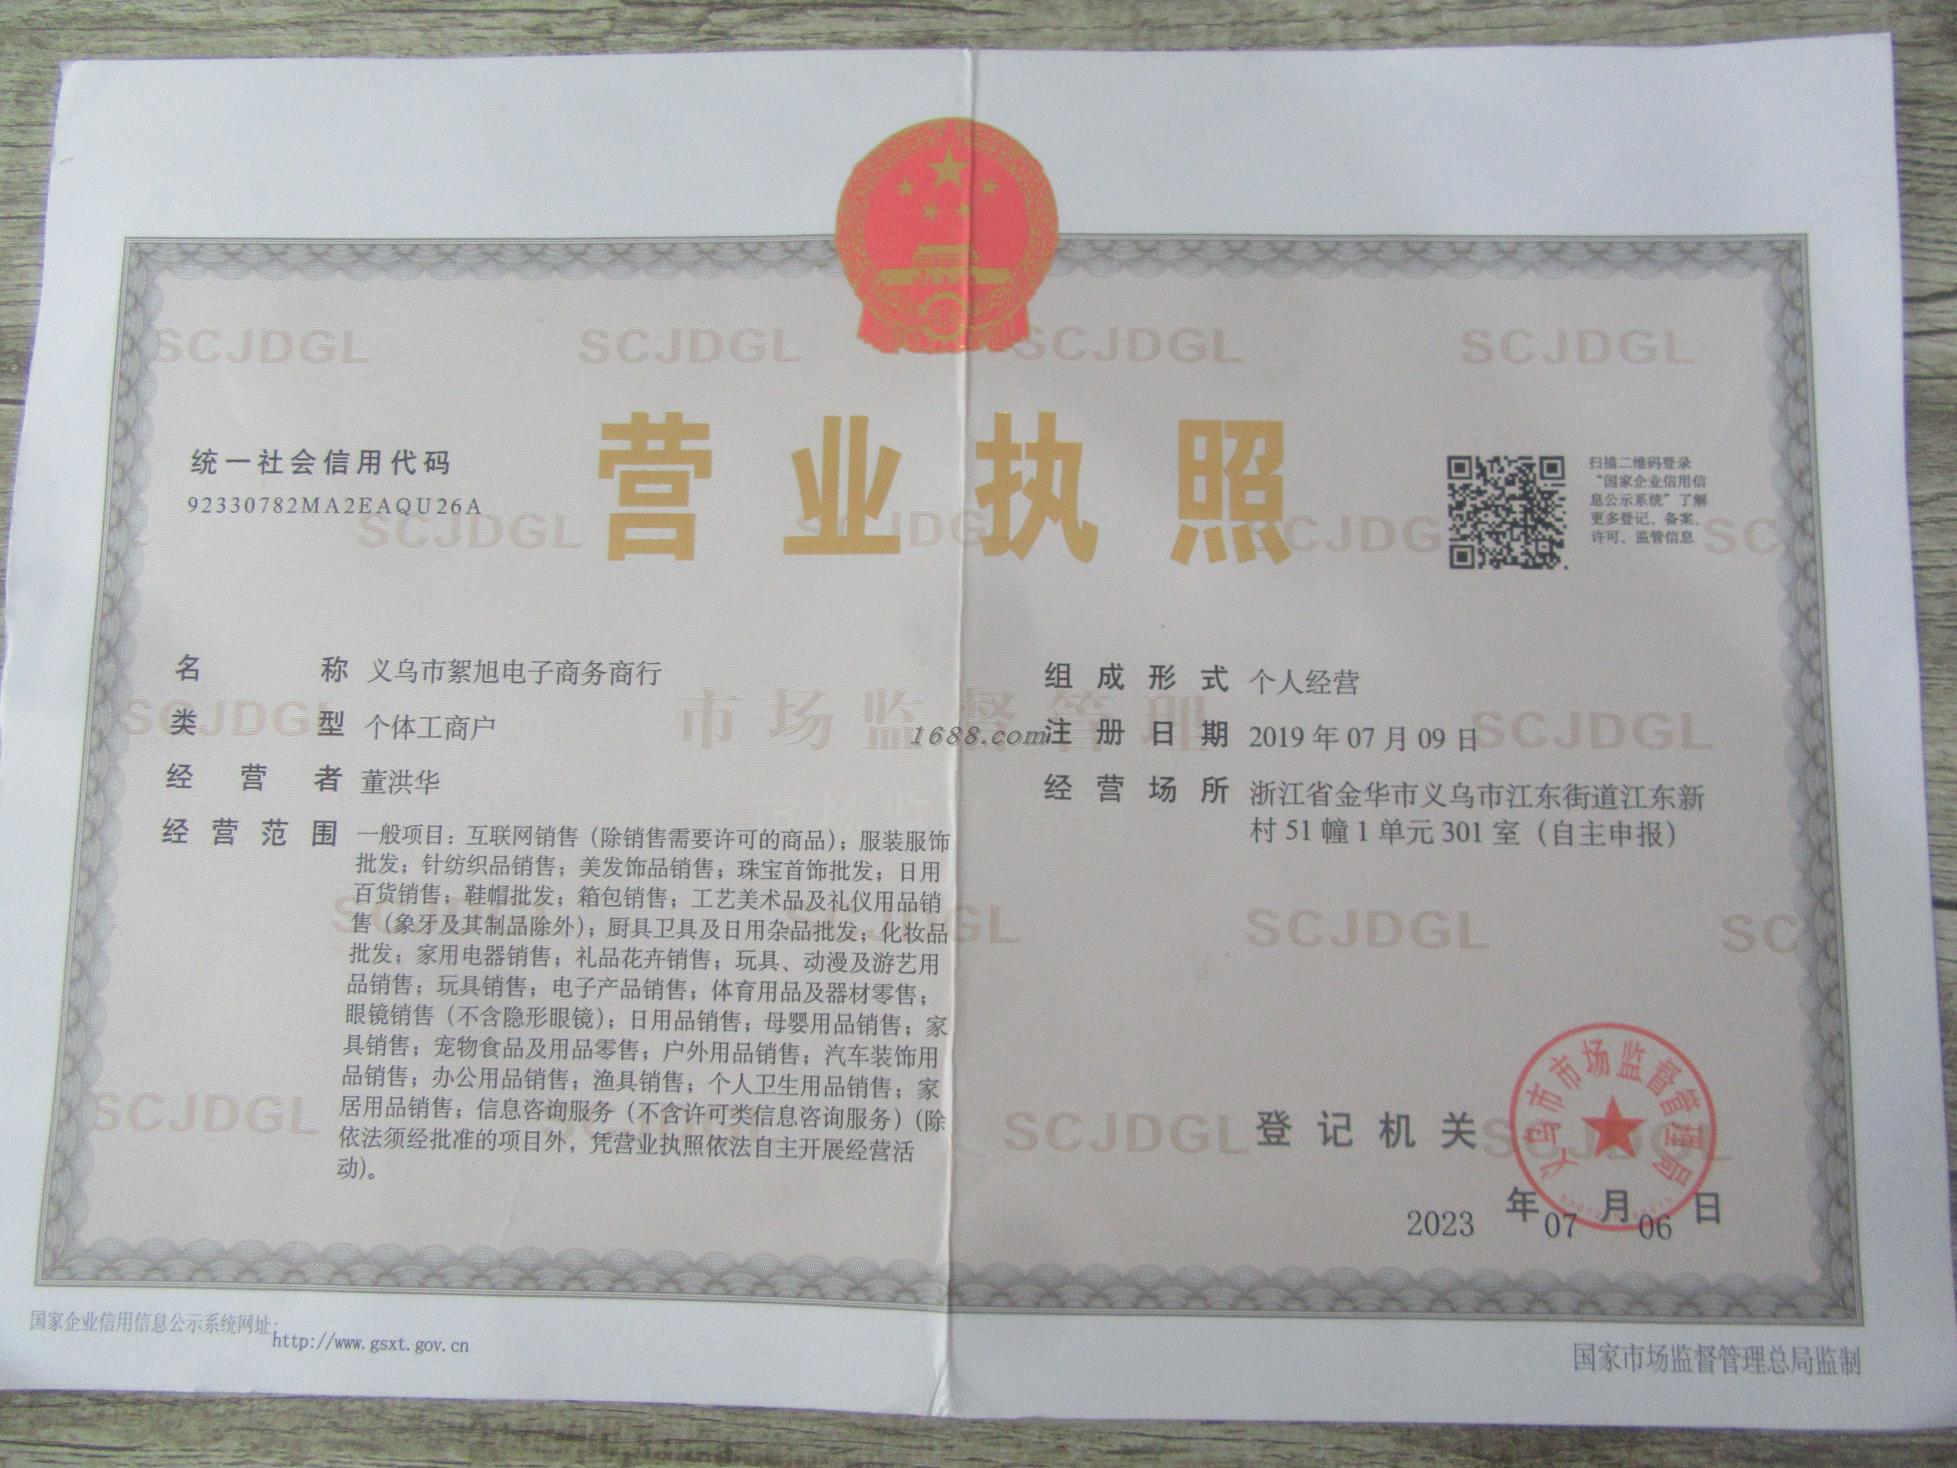 SCJDGL SCJDGL SCJDGL SCJDGL
营业执照
统一社会信用代码
92330782MA2EAQU26A
扫描二维码登录
“国家企业信用信
息公示系统”了解
更多登记、备案、
许可、监管信息
SCJDGL
名称 义乌市絮旭电子商务商行
类型 个体工商户
经营者 董洪华
经营范围 一般项目：互联网销售（除销售需要许可的商品）；服装服饰
批发；针纺织品销售；美发饰品销售；珠宝首饰批发；日用
百货销售；鞋帽批发；箱包销售；工艺美术品及礼仪用品销
售（象牙及其制品除外）；厨具卫具及日用杂品批发；化妆品
批发；家用电器销售；礼品花卉销售；玩具、动漫及游艺用
品销售；玩具销售；电子产品销售；体育用品及器材零售；
眼镜销售（不含隐形眼镜）；日用品销售；母婴用品销售；家
具销售；宠物食品及用品零售；户外用品销售；汽车装饰用
品销售；办公用品销售；渔具销售；个人卫生用品销售；家
居用品销售；信息咨询服务（不含许可类信息咨询服务）(除
依法须经批准的项目外，凭营业执照依法自主开展经营活
动)。
组成形式 个人经营
注册日期 2019年07月09日
经营场所 浙江省金华市义乌市江东街道江东新
村51幢1单元301室（自主申报）
市场监督管理
1688.com
SCJDGL
SCJDGL
登记机关
义乌市市场监督管理局
2023年07月06日
国家企业信用信息公示系统网址：
http://www.gsxt.gov.cn
国家市场监督管理总局监制